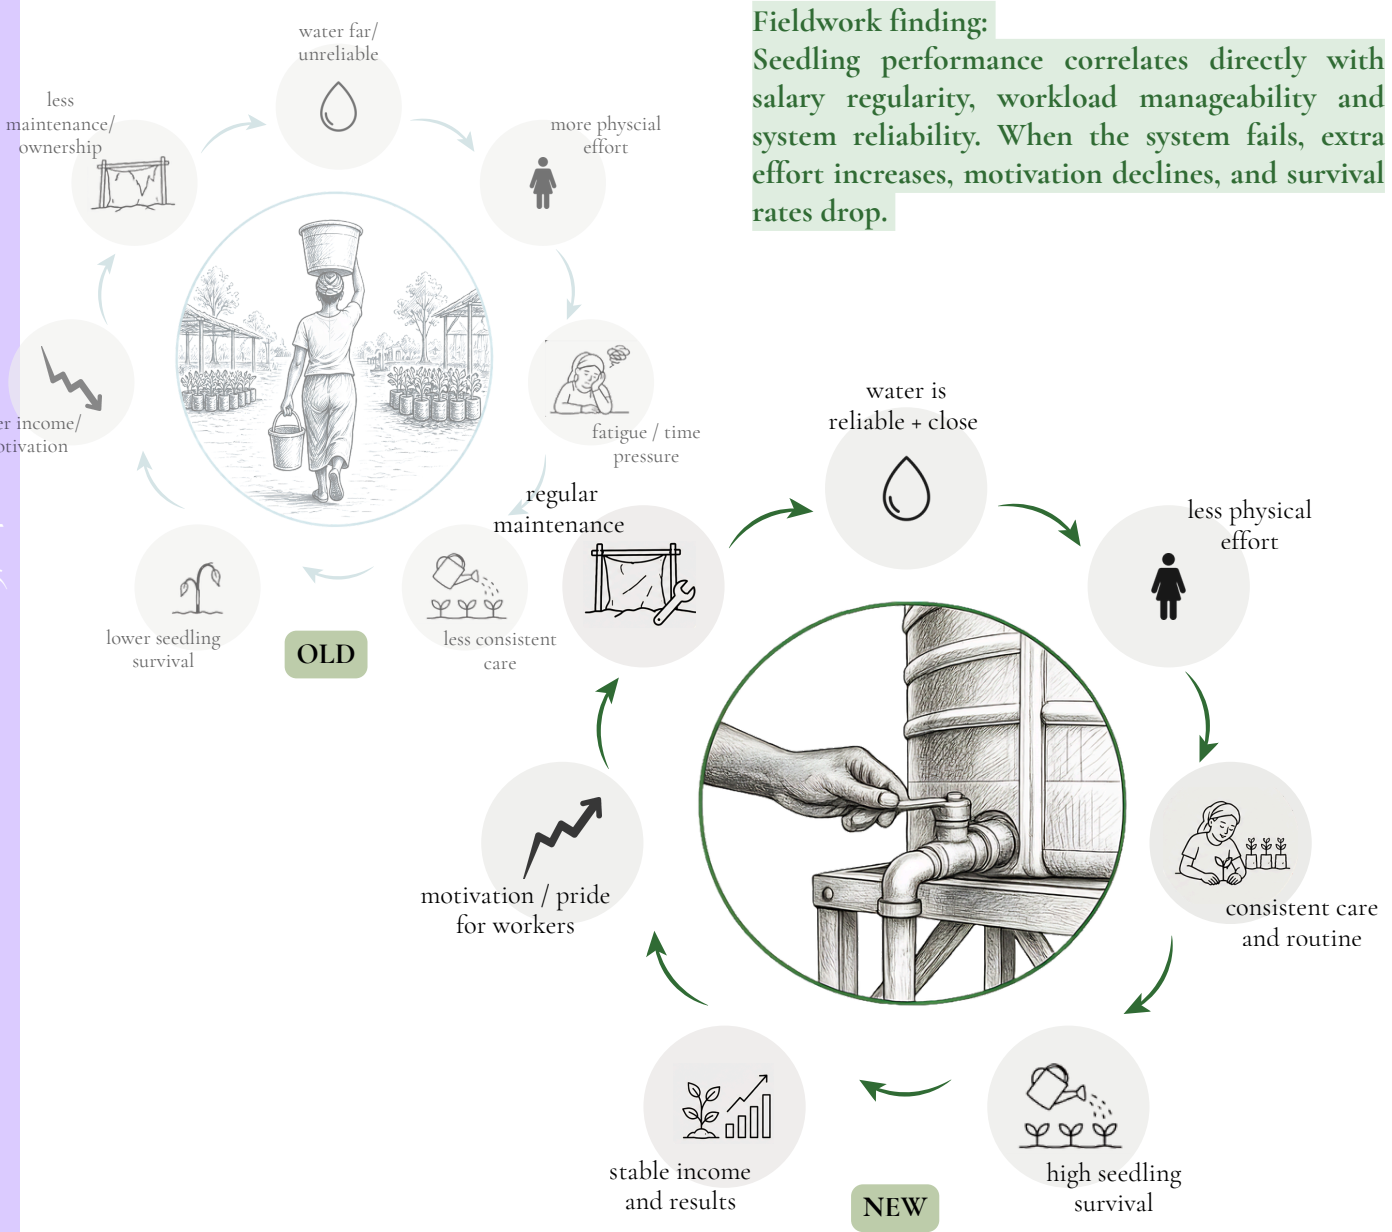 Fieldwork finding:
Seedling performance correlates directly with
salary regularity, workload manageability and
system reliability. When the system fails, extra
effort increases, motivation declines, and survival
rates drop.
water far/
unreliable
more physcial
effort
fatigue / time
pressure
less consistent
care
lower seedling
survival
income/
less
maintenance/
ownership
OLD
water is
reliable + close
less physical
effort
consistent care
and routine
high seedling
survival
stable income
and results
motivation / pride
for workers
regular
maintenance
NEW